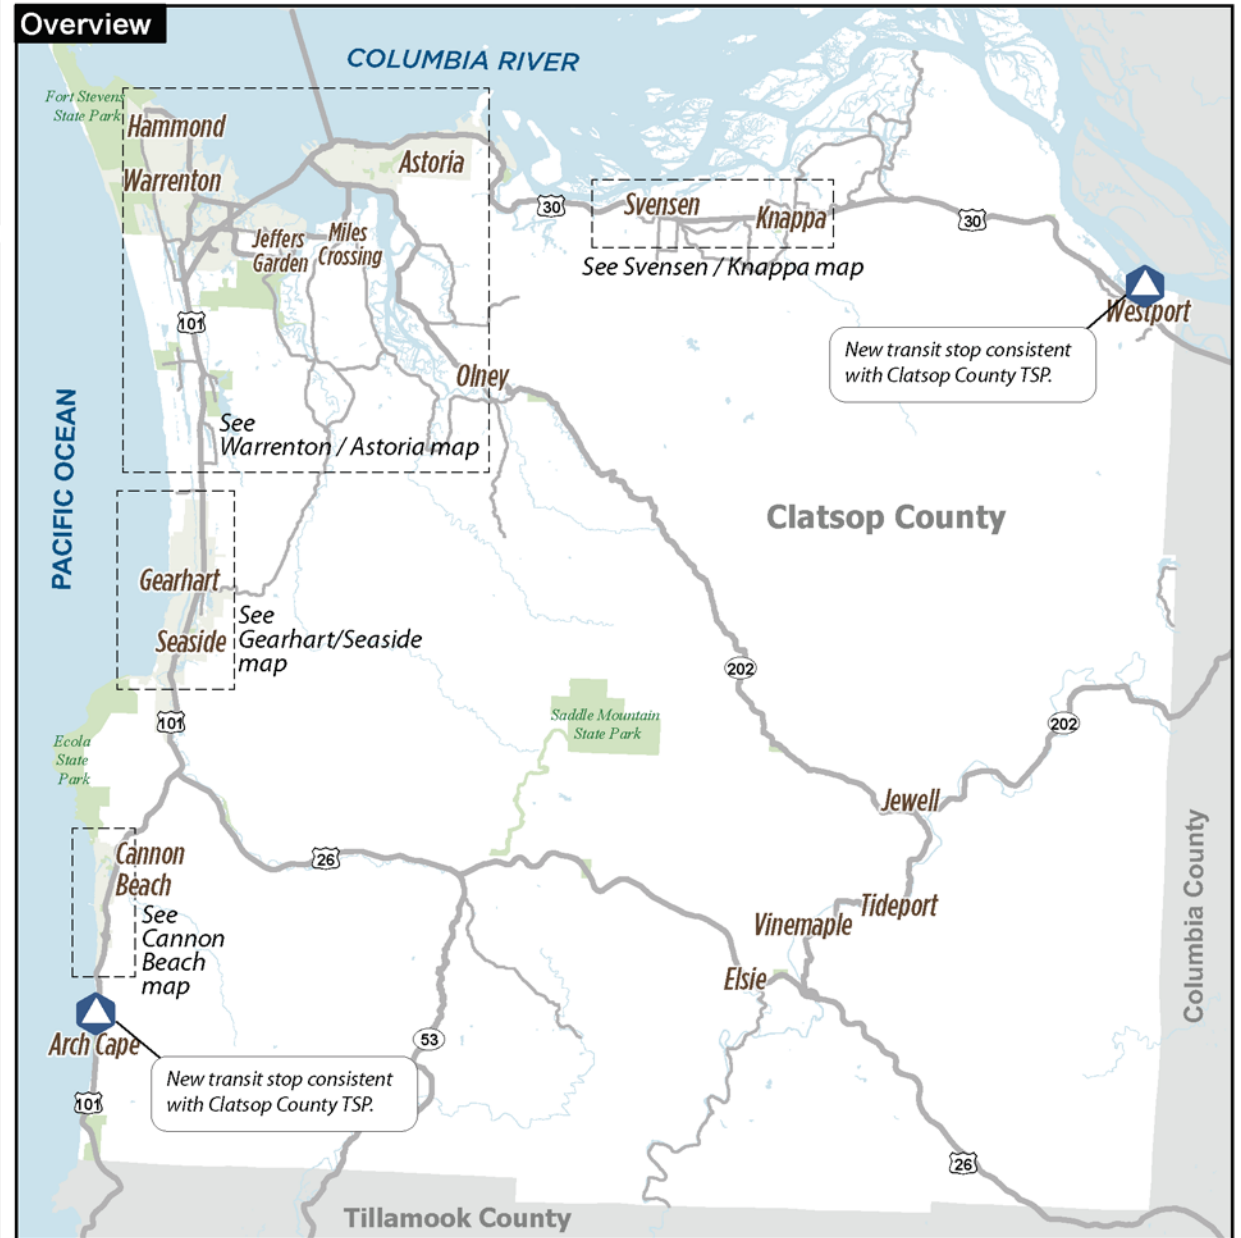 Overview
COLUMBIA RIVER
Fort Stevens
State Park
Hammond
Warrenton
Astoria
30
Svensen
Knappa
30
Jeffers
Garden
Miles
Crossing
See Svensen / Knappa map
Westport
New transit stop consistent
with Clatsop County TSP.
101
Olney
See
Warrenton / Astoria map
PACIFIC OCEAN
Clatsop County
Gearhart
Seaside
See
Gearhart/Seaside
map
202
101
Saddle Mountain
State Park
202
Ecola
State
Park
Jewell
Cannon
Beach
26
See
Cannon
Beach
map
Tideport
Vinemaple
Columbia County
Elsie
Arch Cape
53
New transit stop consistent
with Clatsop County TSP.
101
26
Tillamook County